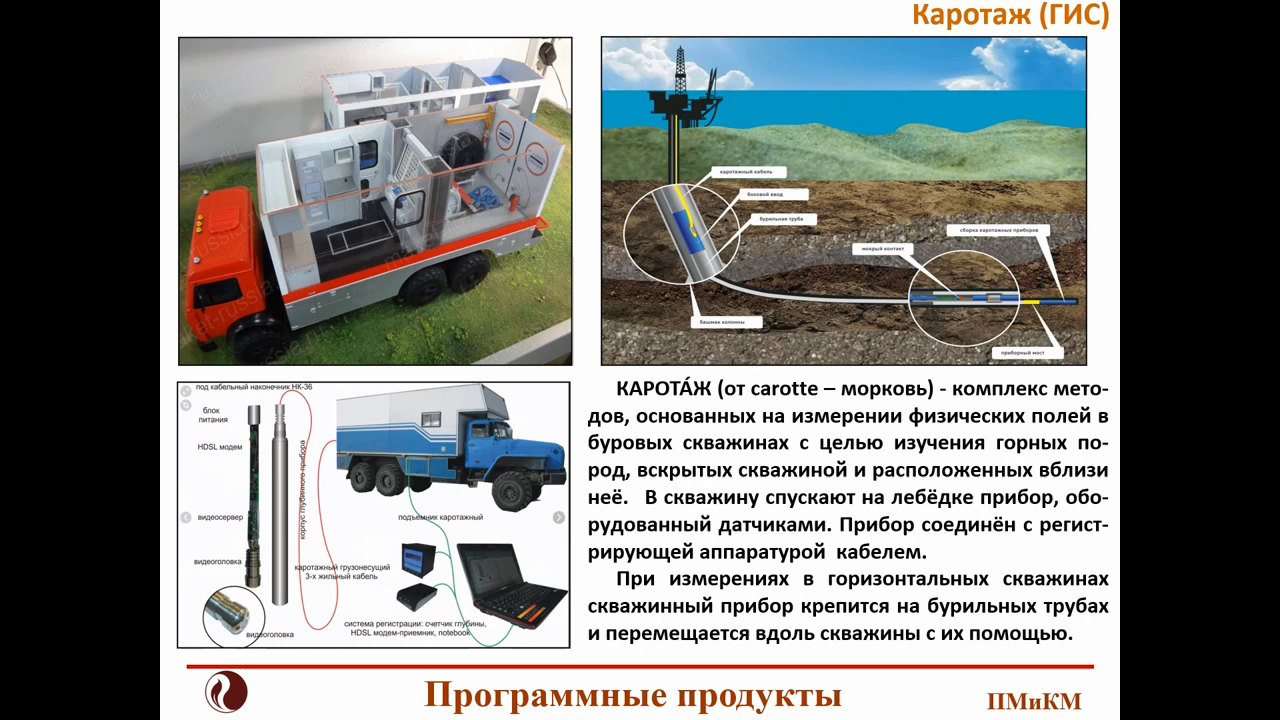 Каротаж (ГИС)
каротажный кабель
боковой ввод
бурильная труба
сборка каротажных приборов
мокрый контакт
башмак колонны
приборный мост
под кабельный наконечник НК-36
блок
питания
HDSL модем
корпус глубинного прибора
видеосервер
подъемник каротажный
видеоголовка
каротажный грузонесущий
3-х жильный кабель
система регистрации: счетчик глубины,
HDSL модем-приемник, notebook
видеоголовка
КАРОТА́Ж (от carotte – морковь) - комплекс мето-
дов, основанных на измерении физических полей в
буровых скважинах с целью изучения горных по-
род, вскрытых скважиной и расположенных вблизи
неё. В скважину спускают на лебёдке прибор, обо-
рудованный датчиками. Прибор соединён с регист-
рирующей аппаратурой кабелем.
При измерениях в горизонтальных скважинах
скважинный прибор крепится на бурильных трубах
и перемещается вдоль скважины с их помощью.
Программные продукты
ПМиКМ